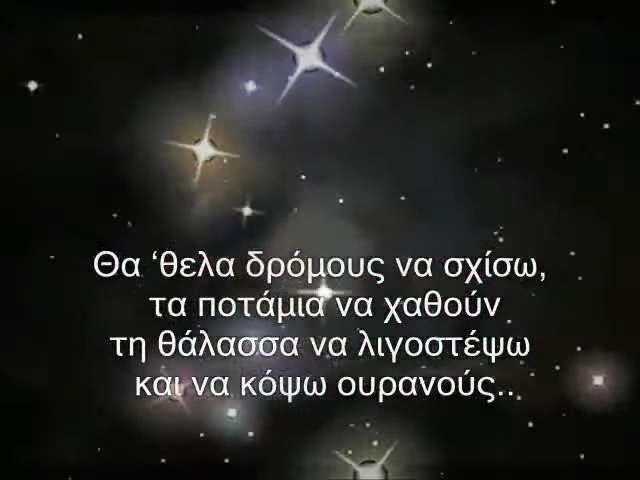 Θα ‘θελα δρόμους να σχίσω,
τα ποτάμια να χαθούν
τη θάλασσα να λιγοστέψω
και να κόψω ουρανούς..